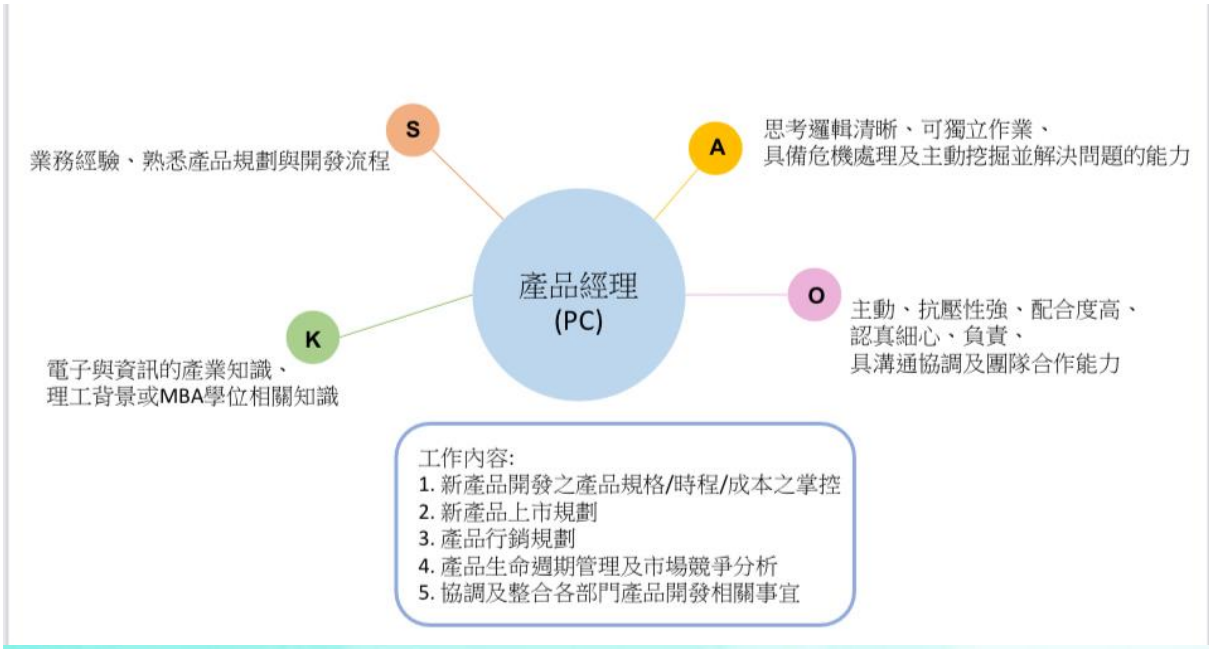 S
業務經驗、熟悉產品規劃與開發流程
A
思考邏輯清晰、可獨立作業、
具備危機處理及主動挖掘並解決問題的能力
產品經理
(PC)
K
電子與資訊的產業知識、
理工背景或MBA學位相關知識
O
主動、抗壓性強、配合度高、
認真細心、負責、
具溝通協調及團隊合作能力
工作內容:
1. 新產品開發之產品規格/時程/成本之掌控
2. 新產品上市規劃
3. 產品行銷規劃
4. 產品生命週期管理及市場競爭分析
5. 協調及整合各部門產品開發相關事宜